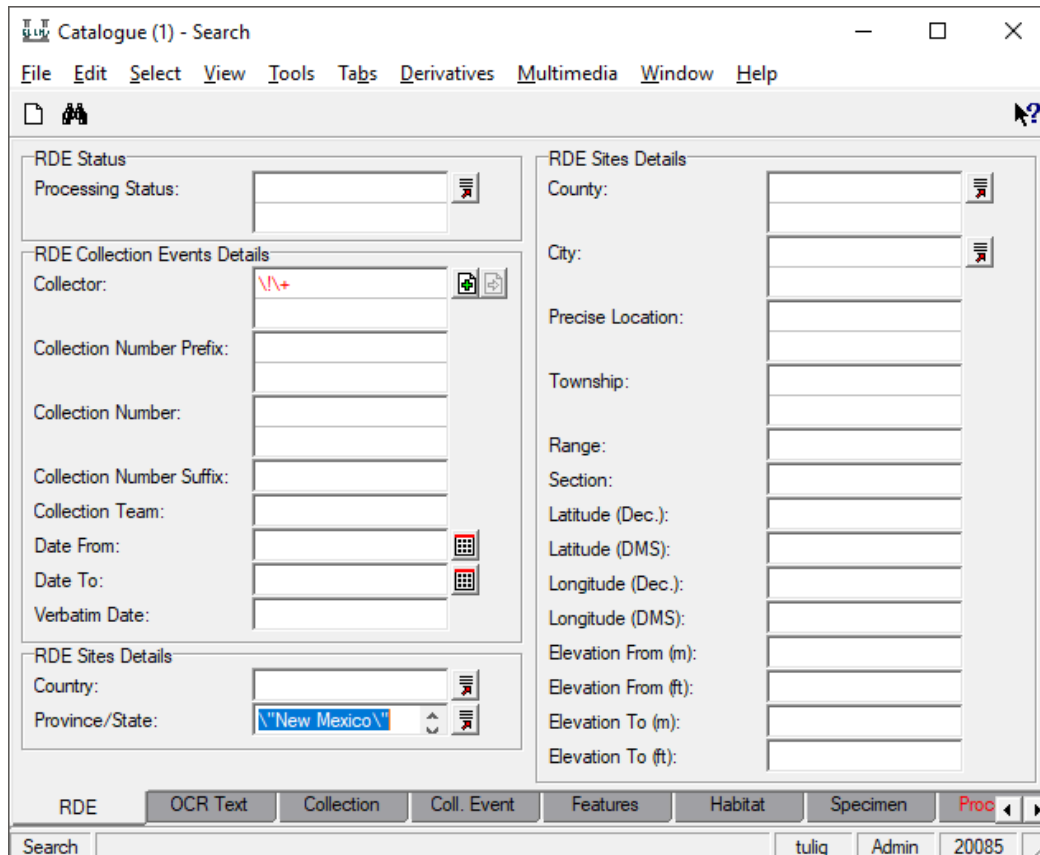 Catalogue (1) - Search
File Edit Select View Tools Tabs Derivatives Multimedia Window Help
RDE Status
Processing Status:
RDE Collection Events Details
Collector: \!\+
Collection Number Prefix:
Collection Number:
Collection Number Suffix:
Collection Team:
Date From:
Date To:
Verbatim Date:
RDE Sites Details
Country:
Province/State: \"New Mexico\"
RDE Sites Details
County:
City:
Precise Location:
Township:
Range:
Section:
Latitude (Dec.):
Latitude (DMS):
Longitude (Dec.):
Longitude (DMS):
Elevation From (m):
Elevation From (ft):
Elevation To (m):
Elevation To (ft):
RDE OCR Text Collection Coll. Event Features Habitat Specimen Proc
Search tulig Admin 20085